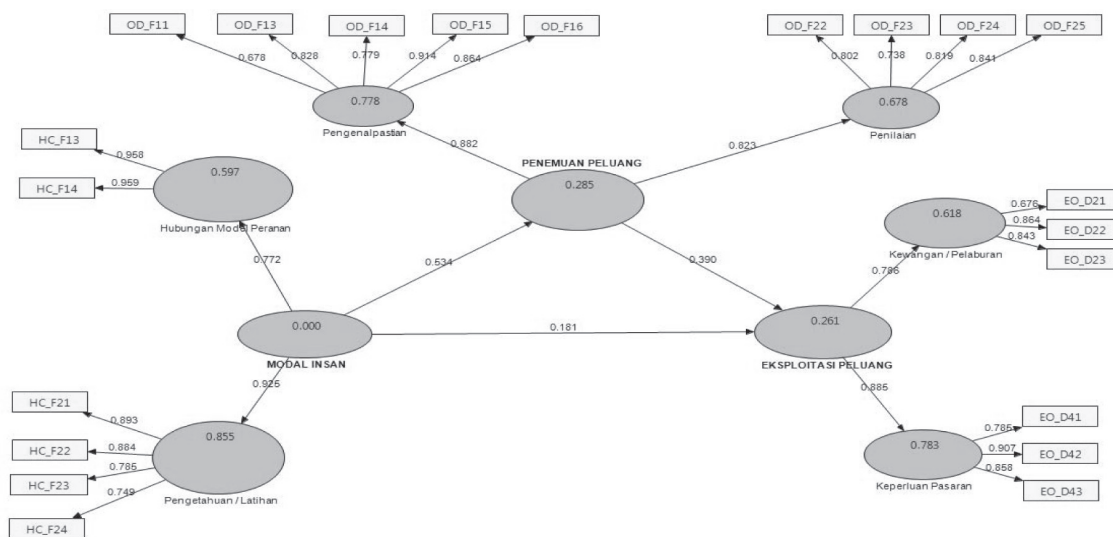 OD_F11
OD_F13
OD_F14
OD_F15
OD_F16
0.678
0.828
0.779
0.914
0.864
0.778
Pengenalpastian
OD_F22
OD_F23
OD_F24
OD_F25
0.802
0.738
0.819
0.841
0.678
Penilaian
0.882
0.823
PENEMUAN PELUANG
0.285
HC_F13
HC_F14
0.958
0.959
0.597
Hubungan Model Peranan
0.772
0.534
0.390
EO_D21
EO_D22
EO_D23
0.676
0.864
0.843
0.618
Kewangan / Pelaburan
0.786
0.000
MODAL INSAN
0.181
0.261
EKSPLOITASI PELUANG
0.925
0.885
HC_F21
HC_F22
HC_F23
HC_F24
0.893
0.884
0.785
0.749
0.855
Pengetahuan / Latihan
EO_D41
EO_D42
EO_D43
0.785
0.907
0.858
0.783
Keperluan Pasaran